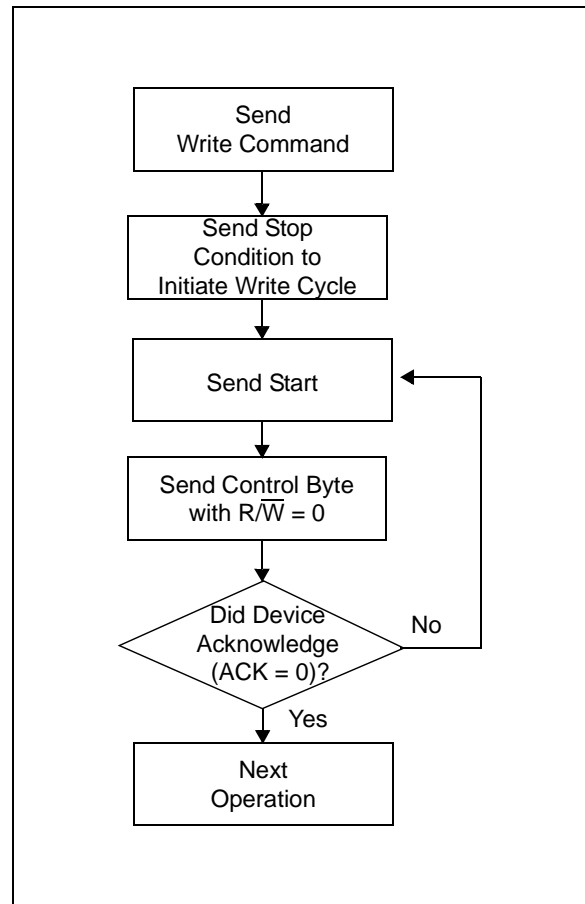 Send
Write Command
Send Stop
Condition to
Initiate Write Cycle
Send Start
Send Control Byte
with R/W̅ = 0
Did Device
Acknowledge
(ACK = 0)?
No
Yes
Next
Operation